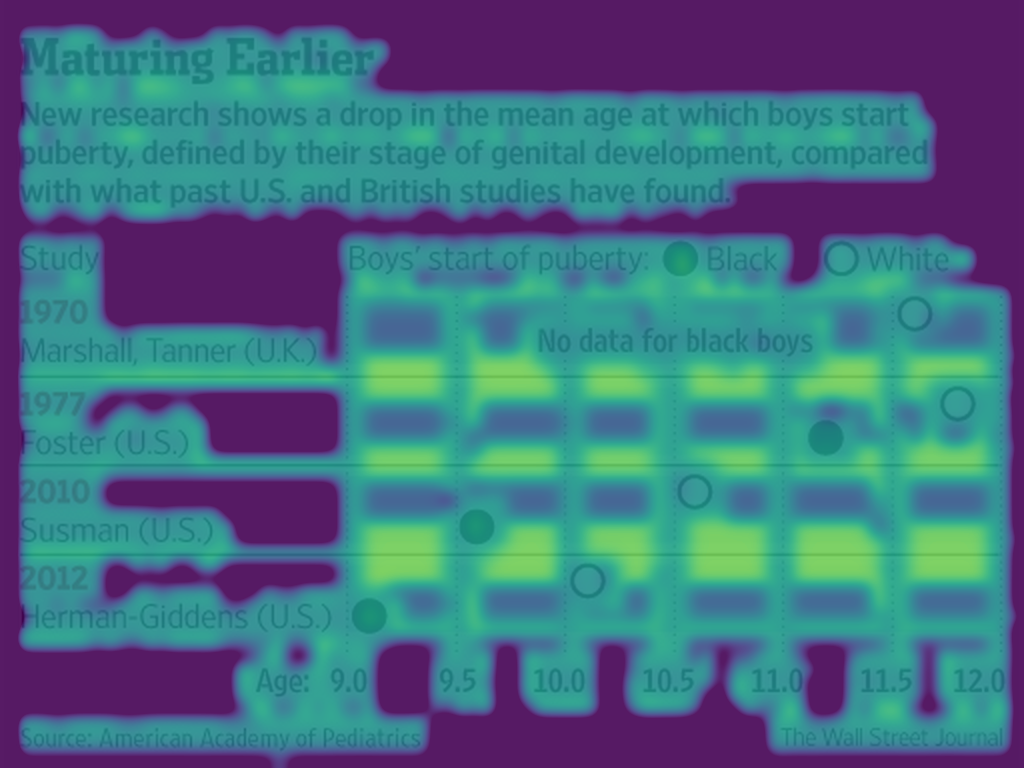 Maturing Earlier
New research shows a drop in the mean age at which boys start
puberty, defined by their stage of genital development, compared
with what past U.S. and British studies have found.
Study
Boys’ start of puberty: Black White
1970
Marshall, Tanner (U.K.)
No data for black boys
1977
Foster (U.S.)
2010
Susman (U.S.)
2012
Herman-Giddens (U.S.)
Age: 9.0 9.5 10.0 10.5 11.0 11.5 12.0
Source: American Academy of Pediatrics
The Wall Street Journal